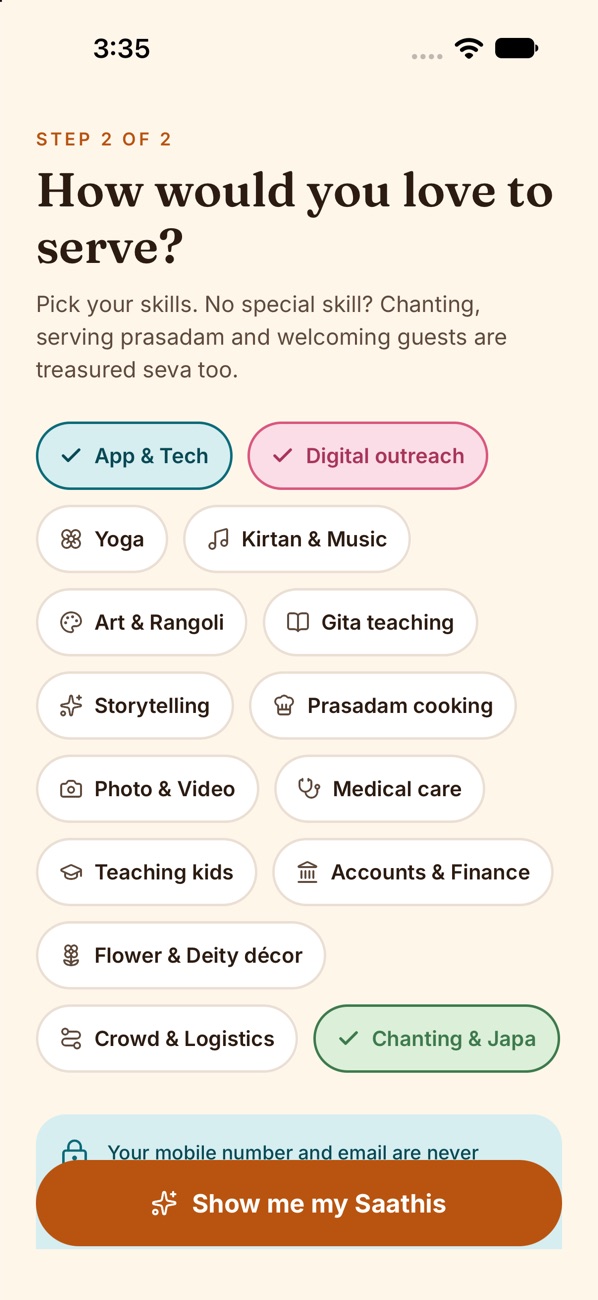 3:35
STEP 2 OF 2
How would you love to
serve?
Pick your skills. No special skill? Chanting,
serving prasadam and welcoming guests are
treasured seva too.
App & Tech
Digital outreach
Yoga
Kirtan & Music
Art & Rangoli
Gita teaching
Storytelling
Prasadam cooking
Photo & Video
Medical care
Teaching kids
Accounts & Finance
Flower & Deity décor
Crowd & Logistics
Chanting & Japa
Your mobile number and email are never
Show me my Saathis